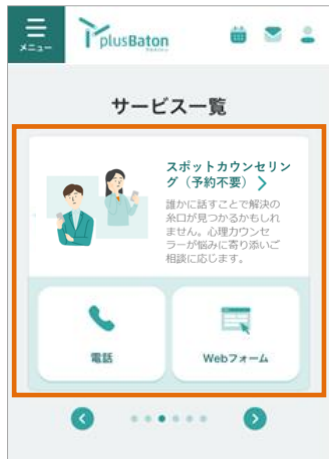 メニュー
plusBaton
サービス一覧
スポットカウンセリン
グ（予約不要）
誰かに話すことで解決の
糸口が見つかるかもしれ
ません。心理カウンセ
ラーが悩みに寄り添いご
相談に応じます。
電話
Webフォーム